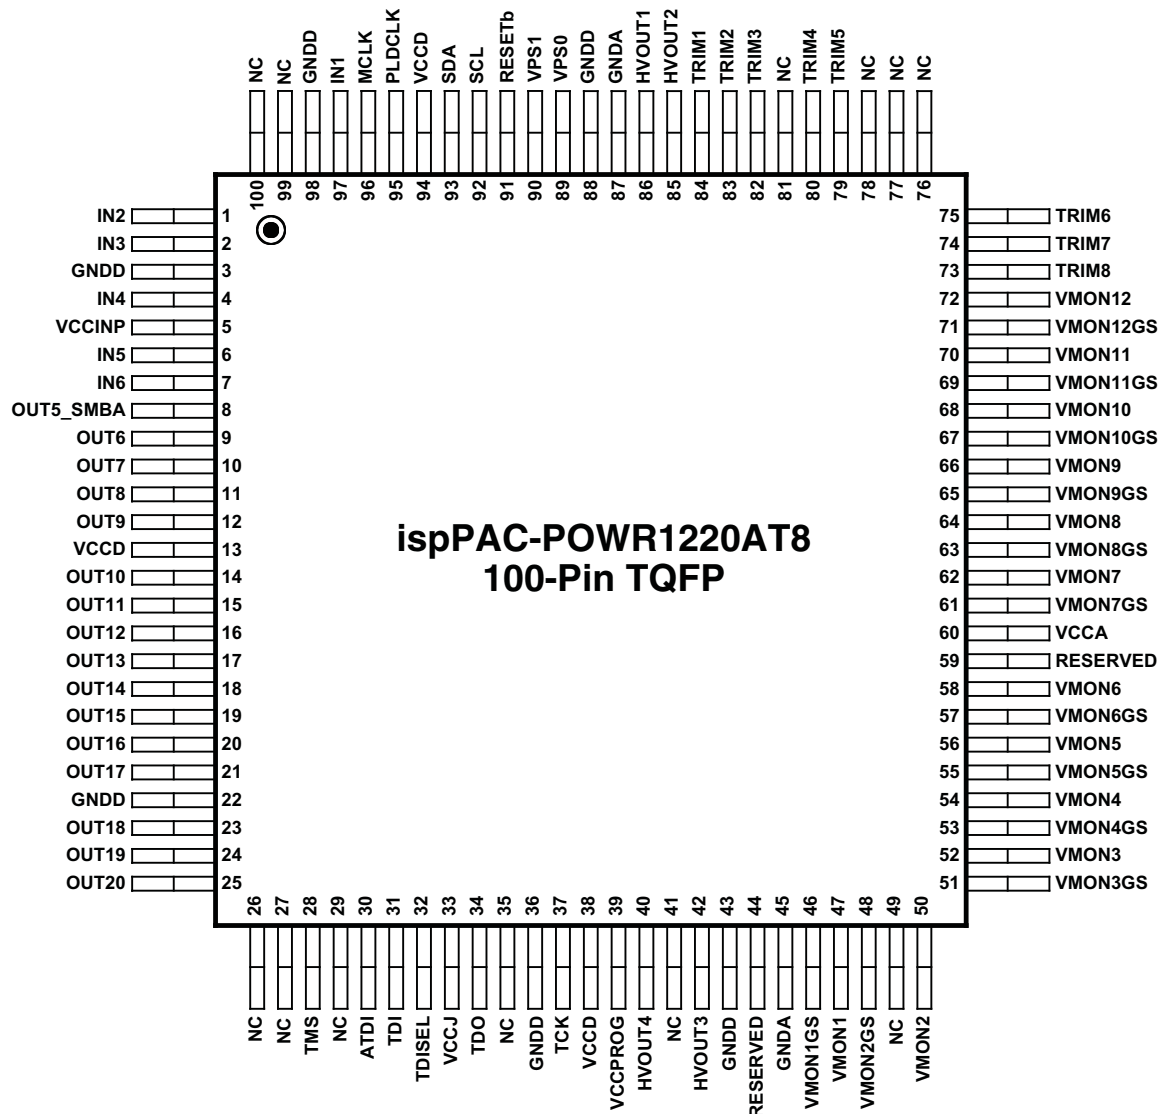 NC
NC
GNDD
IN1
MCLK
PLDCLK
VCCD
SDA
SCL
RESETb
VPS1
VPS0
GNDD
GNDA
HVOUT1
HVOUT2
TRIM1
TRIM2
TRIM3
NC
TRIM4
TRIM5
NC
NC
NC
100
99
98
97
96
95
94
93
92
91
90
89
88
87
86
85
84
83
82
81
80
79
78
77
76
IN2 1
IN3 2
GNDD 3
IN4 4
VCCINP 5
IN5 6
IN6 7
OUT5_SMBA 8
OUT6 9
OUT7 10
OUT8 11
OUT9 12
VCCD 13
OUT10 14
OUT11 15
OUT12 16
OUT13 17
OUT14 18
OUT15 19
OUT16 20
OUT17 21
GNDD 22
OUT18 23
OUT19 24
OUT20 25
ispPAC-POWR1220AT8
100-Pin TQFP
75 TRIM6
74 TRIM7
73 TRIM8
72 VMON12
71 VMON12GS
70 VMON11
69 VMON11GS
68 VMON10
67 VMON10GS
66 VMON9
65 VMON9GS
64 VMON8
63 VMON8GS
62 VMON7
61 VMON7GS
60 VCCA
59 RESERVED
58 VMON6
57 VMON6GS
56 VMON5
55 VMON5GS
54 VMON4
53 VMON4GS
52 VMON3
51 VMON3GS
26
27
28
29
30
31
32
33
34
35
36
37
38
39
40
41
42
43
44
45
46
47
48
49
50
NC
NC
TMS
NC
ATDI
TDI
TDISEL
VCCJ
TDO
NC
GNDD
TCK
VCCD
VCCPROG
HVOUT4
NC
HVOUT3
GNDD
RESERVED
GNDA
VMON1GS
VMON1
VMON2GS
NC
VMON2